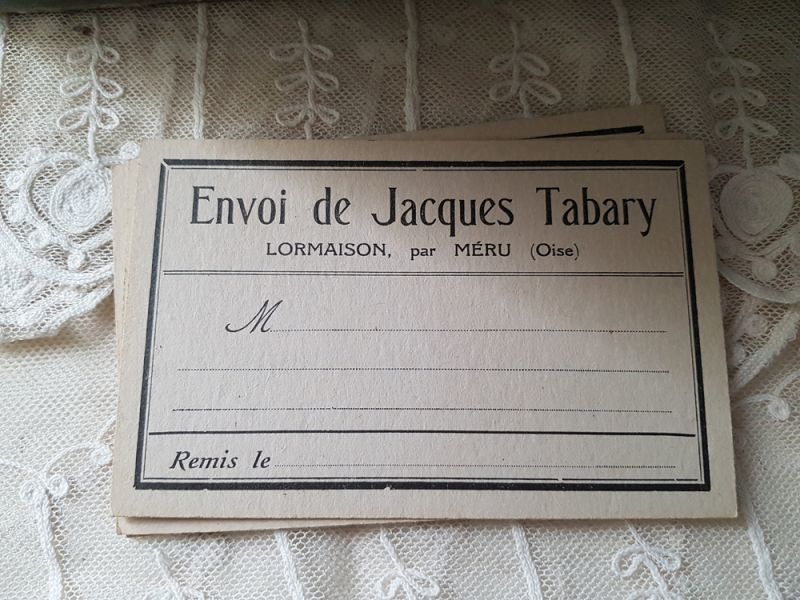 Envoi de Jacques Tabary
LORMAISON, par MÉRU (Oise)
M
Remis le